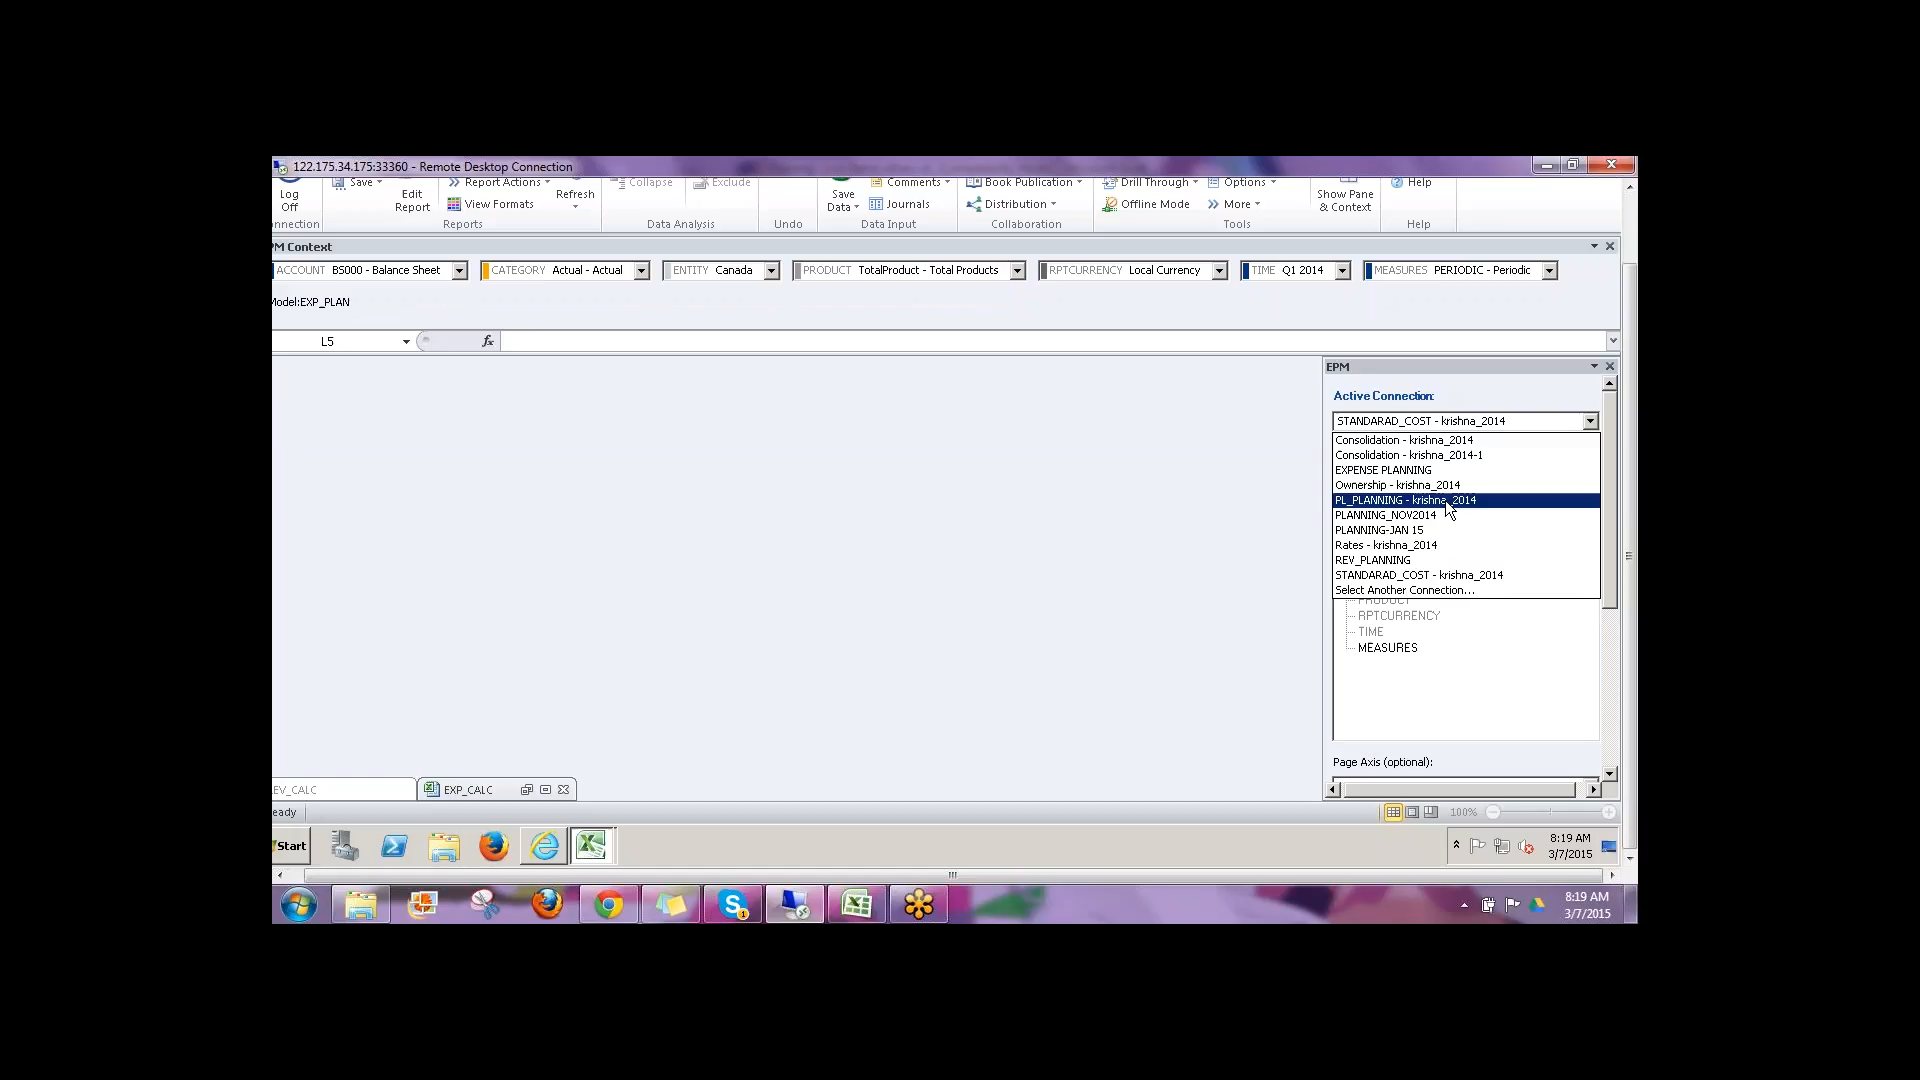 122.175.34.175:33360 - Remote Desktop Connection
Log Off
Save
Edit Report
Report Actions
View Formats
Refresh
Collapse
Exclude
Save Data
Comments
Journals
Book Publication
Distribution
Drill Through
Offline Mode
Options
More
Show Pane & Context
Help
nnection
Reports
Data Analysis
Undo
Data Input
Collaboration
Tools
Help
PM Context
ACCOUNT BS000 - Balance Sheet
CATEGORY Actual - Actual
ENTITY Canada
PRODUCT TotalProduct - Total Products
RPTCURRENCY Local Currency
TIME Q1 2014
MEASURES PERIODIC - Periodic
Model:EXP_PLAN
L5
fx
EPM
Active Connection:
STANDARAD_COST - krishna_2014
Consolidation - krishna_2014
Consolidation - krishna_2014-1
EXPENSE PLANNING
Ownership - krishna_2014
PL_PLANNING - krishna_2014
PLANNING_NOV2014
PLANNING-JAN 15
Rates - krishna_2014
REV_PLANNING
STANDARAD_COST - krishna_2014
Select Another Connection...
PRODUCT
RPTCURRENCY
TIME
MEASURES
Page Axis (optional):
EV_CALC
EXP_CALC
eady
100%
Start
8:19 AM
3/7/2015
8:19 AM
3/7/2015